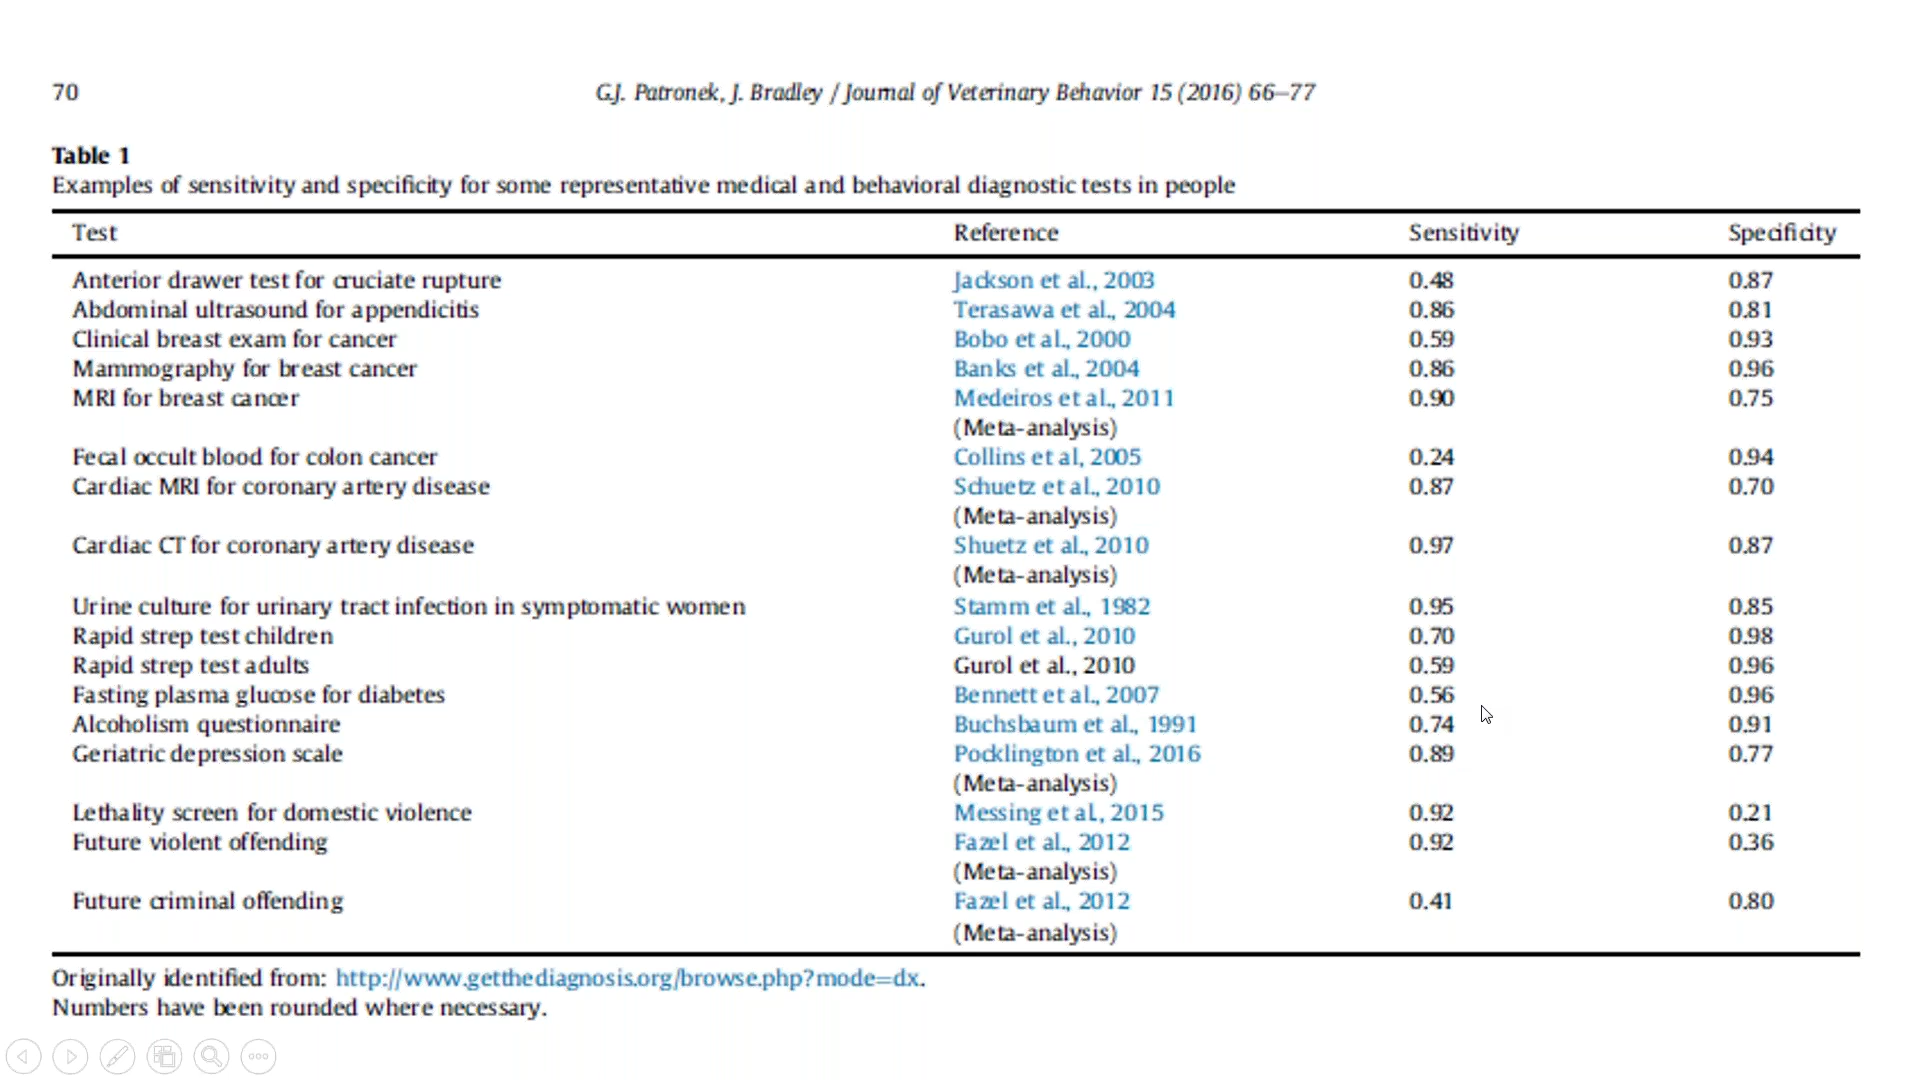 70 G.J. Patronek, J. Bradley / Journal of Veterinary Behavior 15 (2016) 66–77
Table 1
Examples of sensitivity and specificity for some representative medical and behavioral diagnostic tests in people
Test Reference Sensitivity Specificity
Anterior drawer test for cruciate rupture Jackson et al., 2003 0.48 0.87
Abdominal ultrasound for appendicitis Terasawa et al., 2004 0.86 0.81
Clinical breast exam for cancer Bobo et al., 2000 0.59 0.93
Mammography for breast cancer Banks et al., 2004 0.86 0.96
MRI for breast cancer Medeiros et al., 2011 0.90 0.75
(Meta-analysis)
Fecal occult blood for colon cancer Collins et al, 2005 0.24 0.94
Cardiac MRI for coronary artery disease Schuetz et al., 2010 0.87 0.70
(Meta-analysis)
Cardiac CT for coronary artery disease Shuetz et al., 2010 0.97 0.87
(Meta-analysis)
Urine culture for urinary tract infection in symptomatic women Stamm et al., 1982 0.95 0.85
Rapid strep test children Gurol et al., 2010 0.70 0.98
Rapid strep test adults Gurol et al., 2010 0.59 0.96
Fasting plasma glucose for diabetes Bennett et al., 2007 0.56 0.96
Alcoholism questionnaire Buchsbaum et al., 1991 0.74 0.91
Geriatric depression scale Pocklington et al., 2016 0.89 0.77
(Meta-analysis)
Lethality screen for domestic violence Messing et al., 2015 0.92 0.21
Future violent offending Fazel et al., 2012 0.92 0.36
(Meta-analysis)
Future criminal offending Fazel et al., 2012 0.41 0.80
(Meta-analysis)
Originally identified from: http://www.getthediagnosis.org/browse.php?mode=dx.
Numbers have been rounded where necessary.